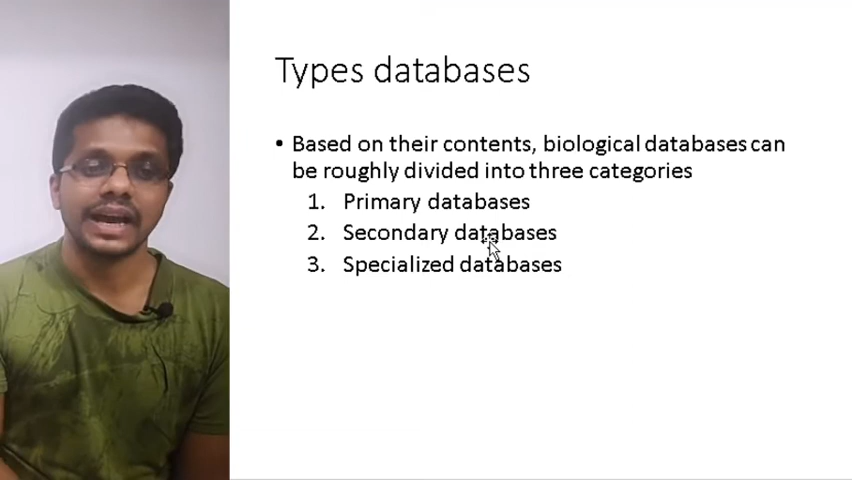 Types databases
• Based on their contents, biological databases can
be roughly divided into three categories
1. Primary databases
2. Secondary databases
3. Specialized databases